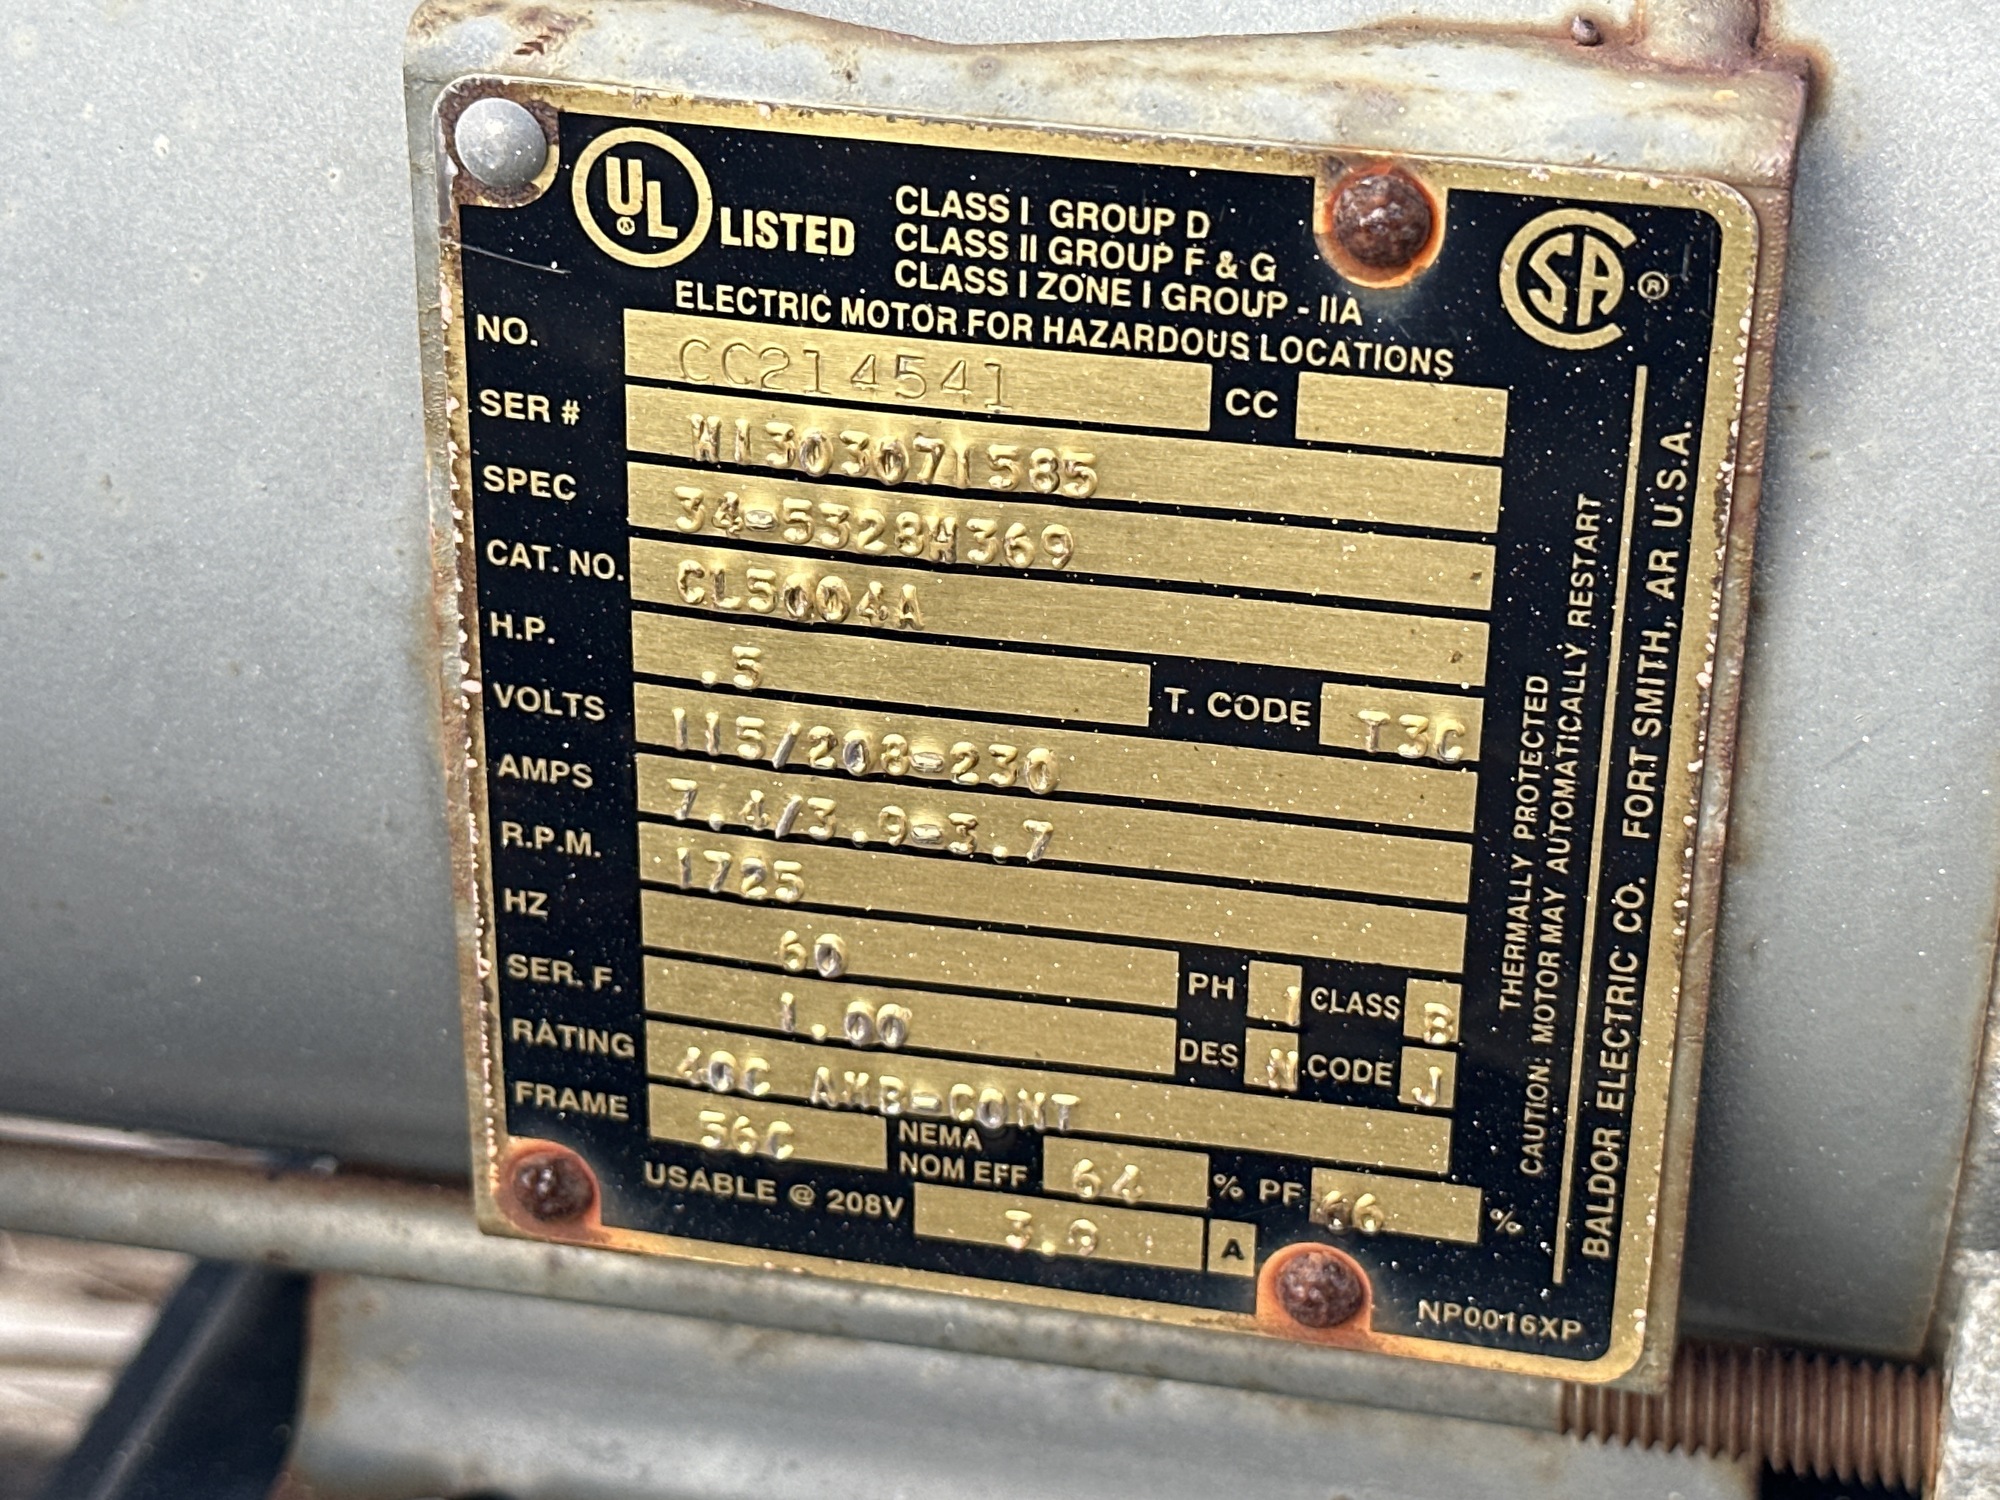 UL® LISTED
CLASS I GROUP D
CLASS II GROUP F & G
CLASS I ZONE I GROUP - IIA
ELECTRIC MOTOR FOR HAZARDOUS LOCATIONS
CSA ®
NO. CC214541 CC
SER # W1303071585
SPEC 34-5328W369
CAT. NO. CL5004A
H.P. .5 T. CODE T3C
VOLTS 115/208-230
AMPS 7.4/3.9-3.7
R.P.M. 1725
HZ 60 PH 1 CLASS B
SER. F. 1.00 DES N CODE J
RATING 40C AMB-CONT
FRAME 56C NEMA NOM EFF 64 % PF 66 %
USABLE @ 208V 3.9 A
NP0016XP
THERMALLY PROTECTED
CAUTION: MOTOR MAY AUTOMATICALLY RESTART
BALDOR ELECTRIC CO. FORT SMITH, AR U.S.A.